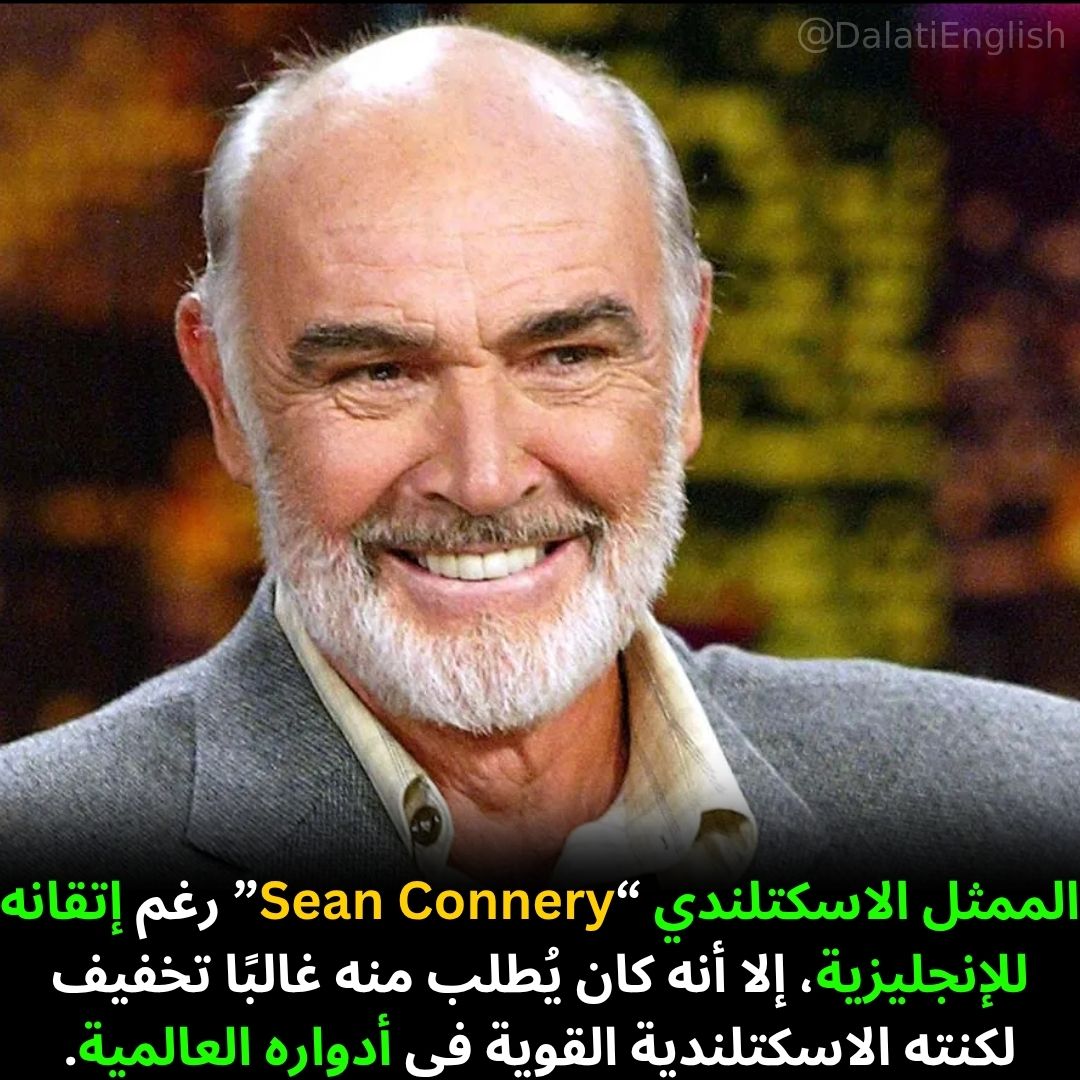 @DalatiEnglish
الممثل الاسكتلندي “Sean Connery” رغم إتقانه
للإنجليزية، إلا أنه كان يُطلب منه غالبًا تخفيف
لكنته الاسكتلندية القوية في أدواره العالمية.